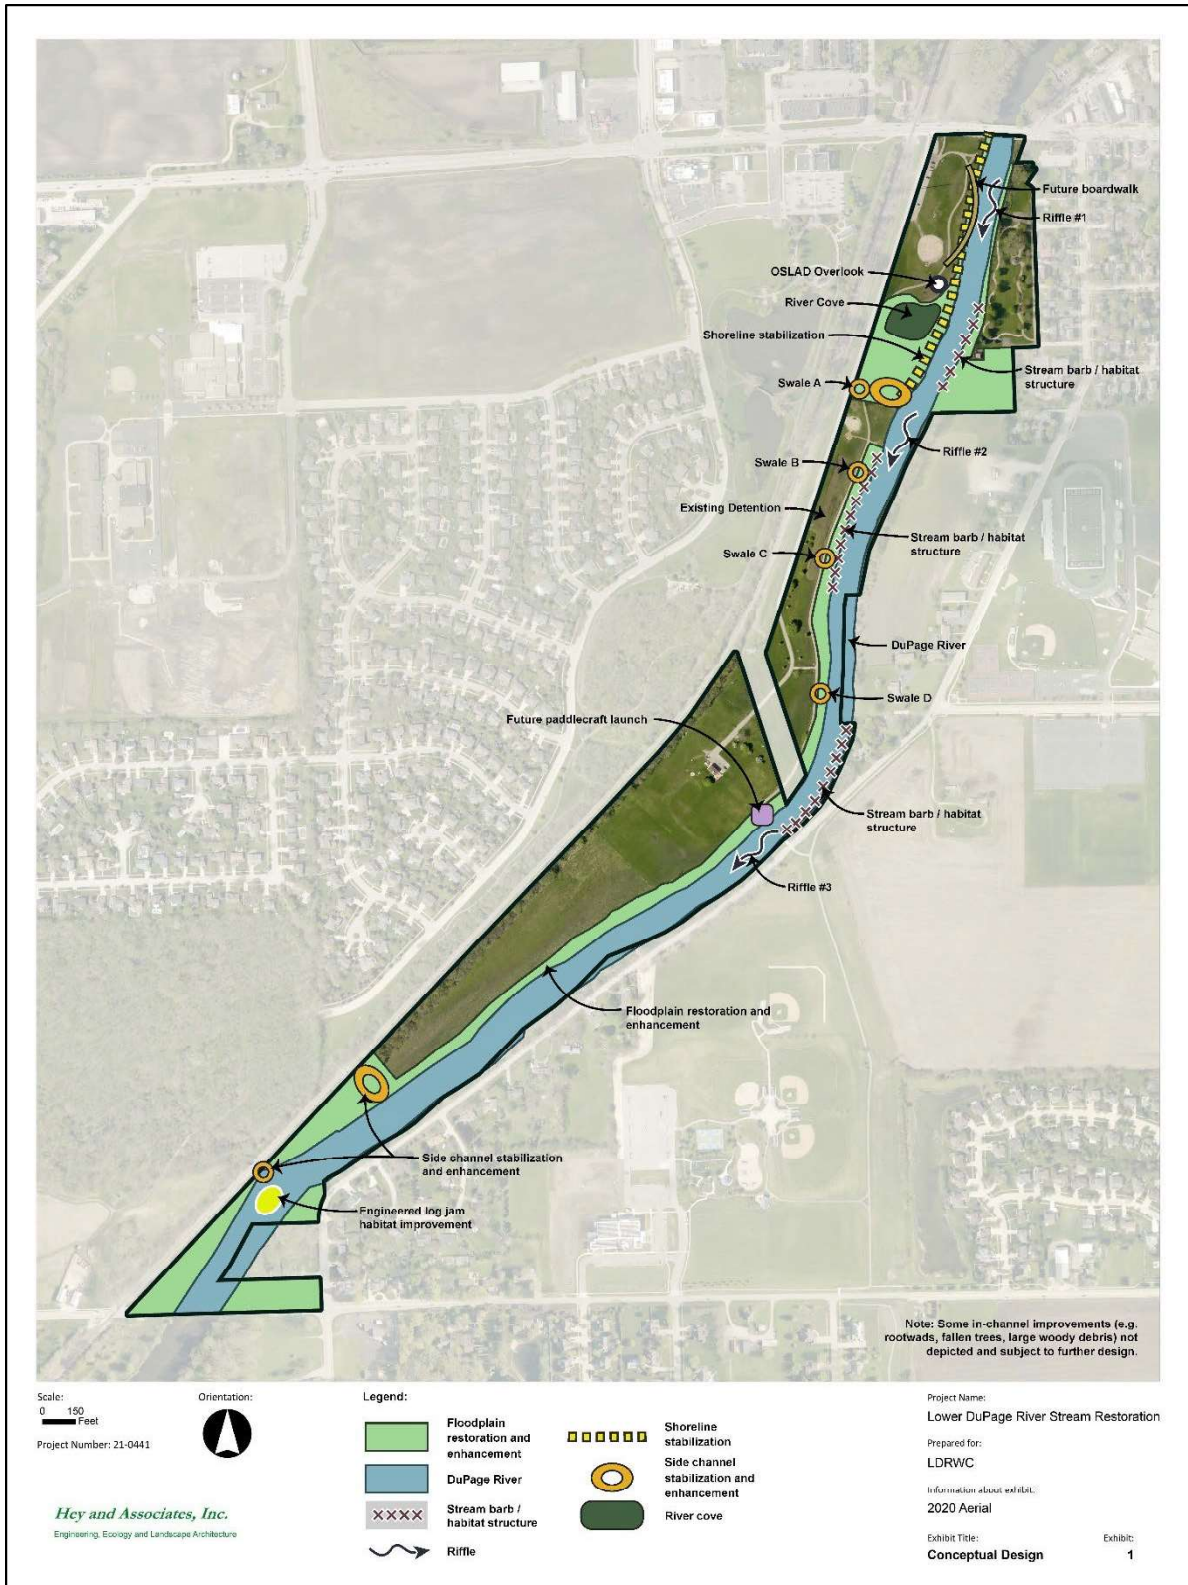 Future boardwalk
Riffle #1
OSLAD Overlook
River Cove
Shoreline stabilization
Stream barb / habitat
structure
Swale A
Riffle #2
Swale B
Existing Detention
Stream barb / habitat
structure
Swale C
DuPage River
Swale D
Future paddlecraft launch
Stream barb / habitat
structure
Riffle #3
Floodplain restoration and
enhancement
Side channel stabilization
and enhancement
Engineered log jam
habitat improvement
Note: Some in-channel improvements (e.g.
rootwads, fallen trees, large woody debris) not
depicted and subject to further design.
Scale:
0 150
Feet
Project Number: 21-0441
Orientation:
Hey and Associates, Inc.
Engineering, Ecology and Landscape Architecture
Legend:
Floodplain
restoration and
enhancement
DuPage River
Stream barb /
habitat structure
Riffle
Shoreline
stabilization
Side channel
stabilization and
enhancement
River cove
Project Name:
Lower DuPage River Stream Restoration
Prepared for:
LDRWC
Information about exhibit:
2020 Aerial
Exhibit Title:
Conceptual Design
Exhibit:
1